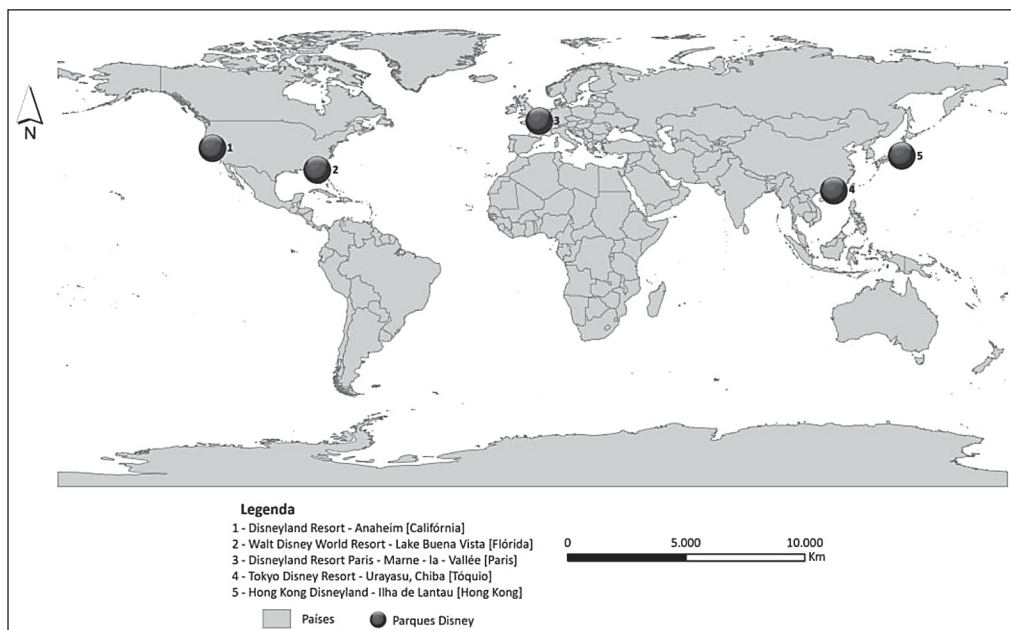 N
1
2
3
4
5
Legenda
1 - Disneyland Resort - Anaheim [Califórnia]
2 - Walt Disney World Resort - Lake Buena Vista [Flórida]
3 - Disneyland Resort Paris - Marne - la - Vallée [Paris]
4 - Tokyo Disney Resort - Urayasu, Chiba [Tóquio]
5 - Hong Kong Disneyland - Ilha de Lantau [Hong Kong]
Países Parques Disney
0 5.000 10.000
Km